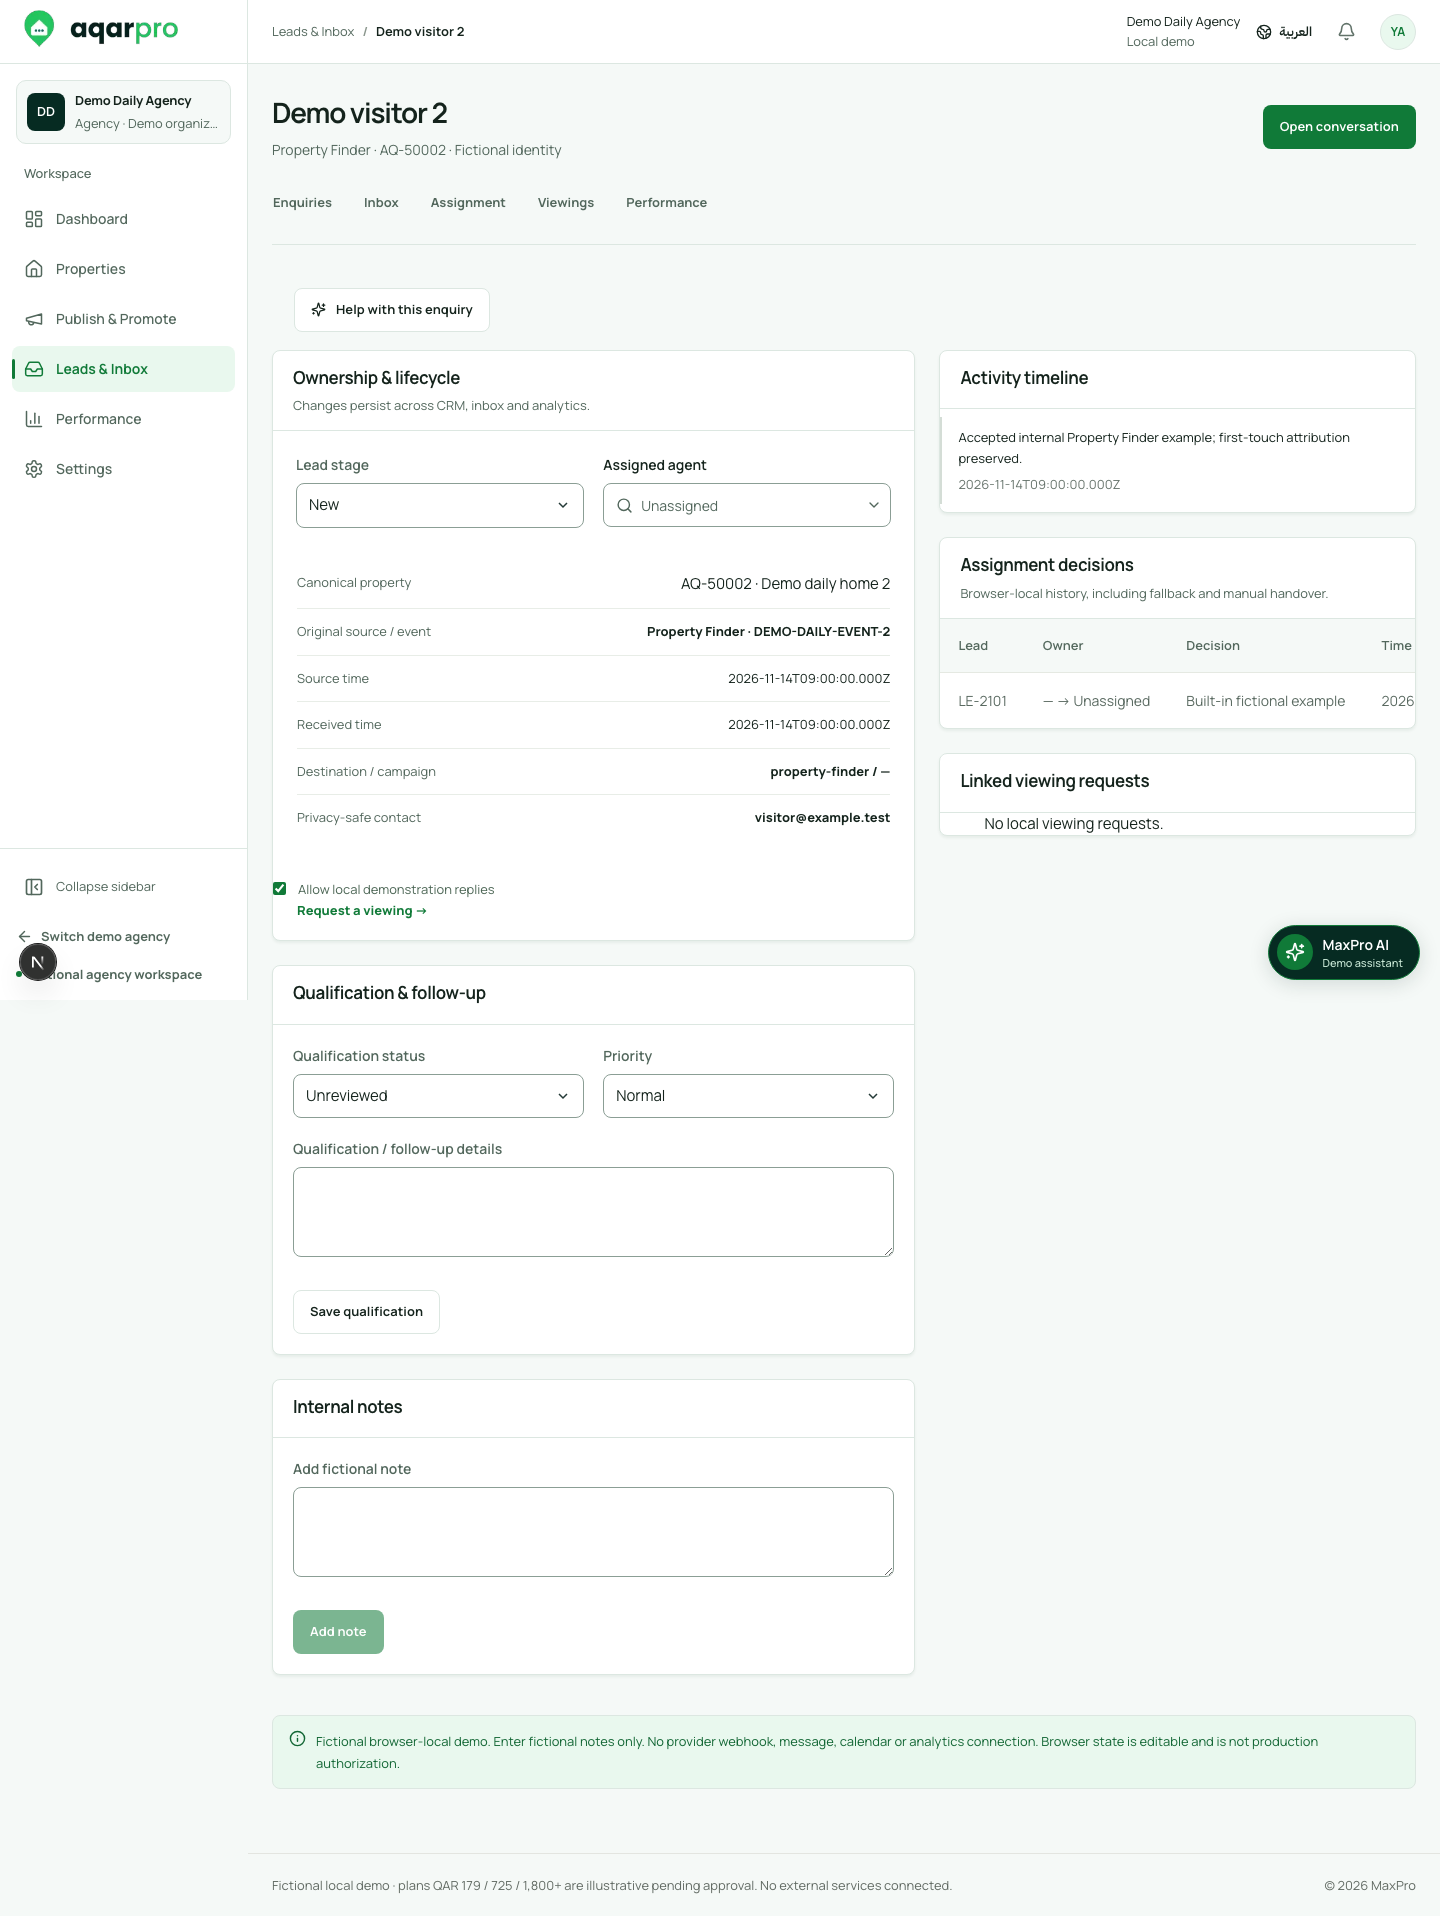 aqarpro
Leads & Inbox / Demo visitor 2
Demo Daily Agency
Local demo
العربية
YA
DD
Demo Daily Agency
Agency · Demo organiz...
Workspace
Dashboard
Properties
Publish & Promote
Leads & Inbox
Performance
Settings
Collapse sidebar
Switch demo agency
tional agency workspace
N
Demo visitor 2
Property Finder · AQ-50002 · Fictional identity
Open conversation
Enquiries
Inbox
Assignment
Viewings
Performance
Help with this enquiry
Ownership & lifecycle
Changes persist across CRM, inbox and analytics.
Lead stage
New
Assigned agent
Unassigned
Canonical property
AQ-50002 · Demo daily home 2
Original source / event
Property Finder · DEMO-DAILY-EVENT-2
Source time
2026-11-14T09:00:00.000Z
Received time
2026-11-14T09:00:00.000Z
Destination / campaign
property-finder / —
Privacy-safe contact
visitor@example.test
Allow local demonstration replies
Request a viewing →
Qualification & follow-up
Qualification status
Unreviewed
Priority
Normal
Qualification / follow-up details
Save qualification
Internal notes
Add fictional note
Add note
Activity timeline
Accepted internal Property Finder example; first-touch attribution
preserved.
2026-11-14T09:00:00.000Z
Assignment decisions
Browser-local history, including fallback and manual handover.
Lead Owner Decision Time
LE-2101 — → Unassigned Built-in fictional example 2026
Linked viewing requests
No local viewing requests.
MaxPro AI
Demo assistant
Fictional browser-local demo. Enter fictional notes only. No provider webhook, message, calendar or analytics connection. Browser state is editable and is not production
authorization.
Fictional local demo · plans QAR 179 / 725 / 1,800+ are illustrative pending approval. No external services connected.
© 2026 MaxPro